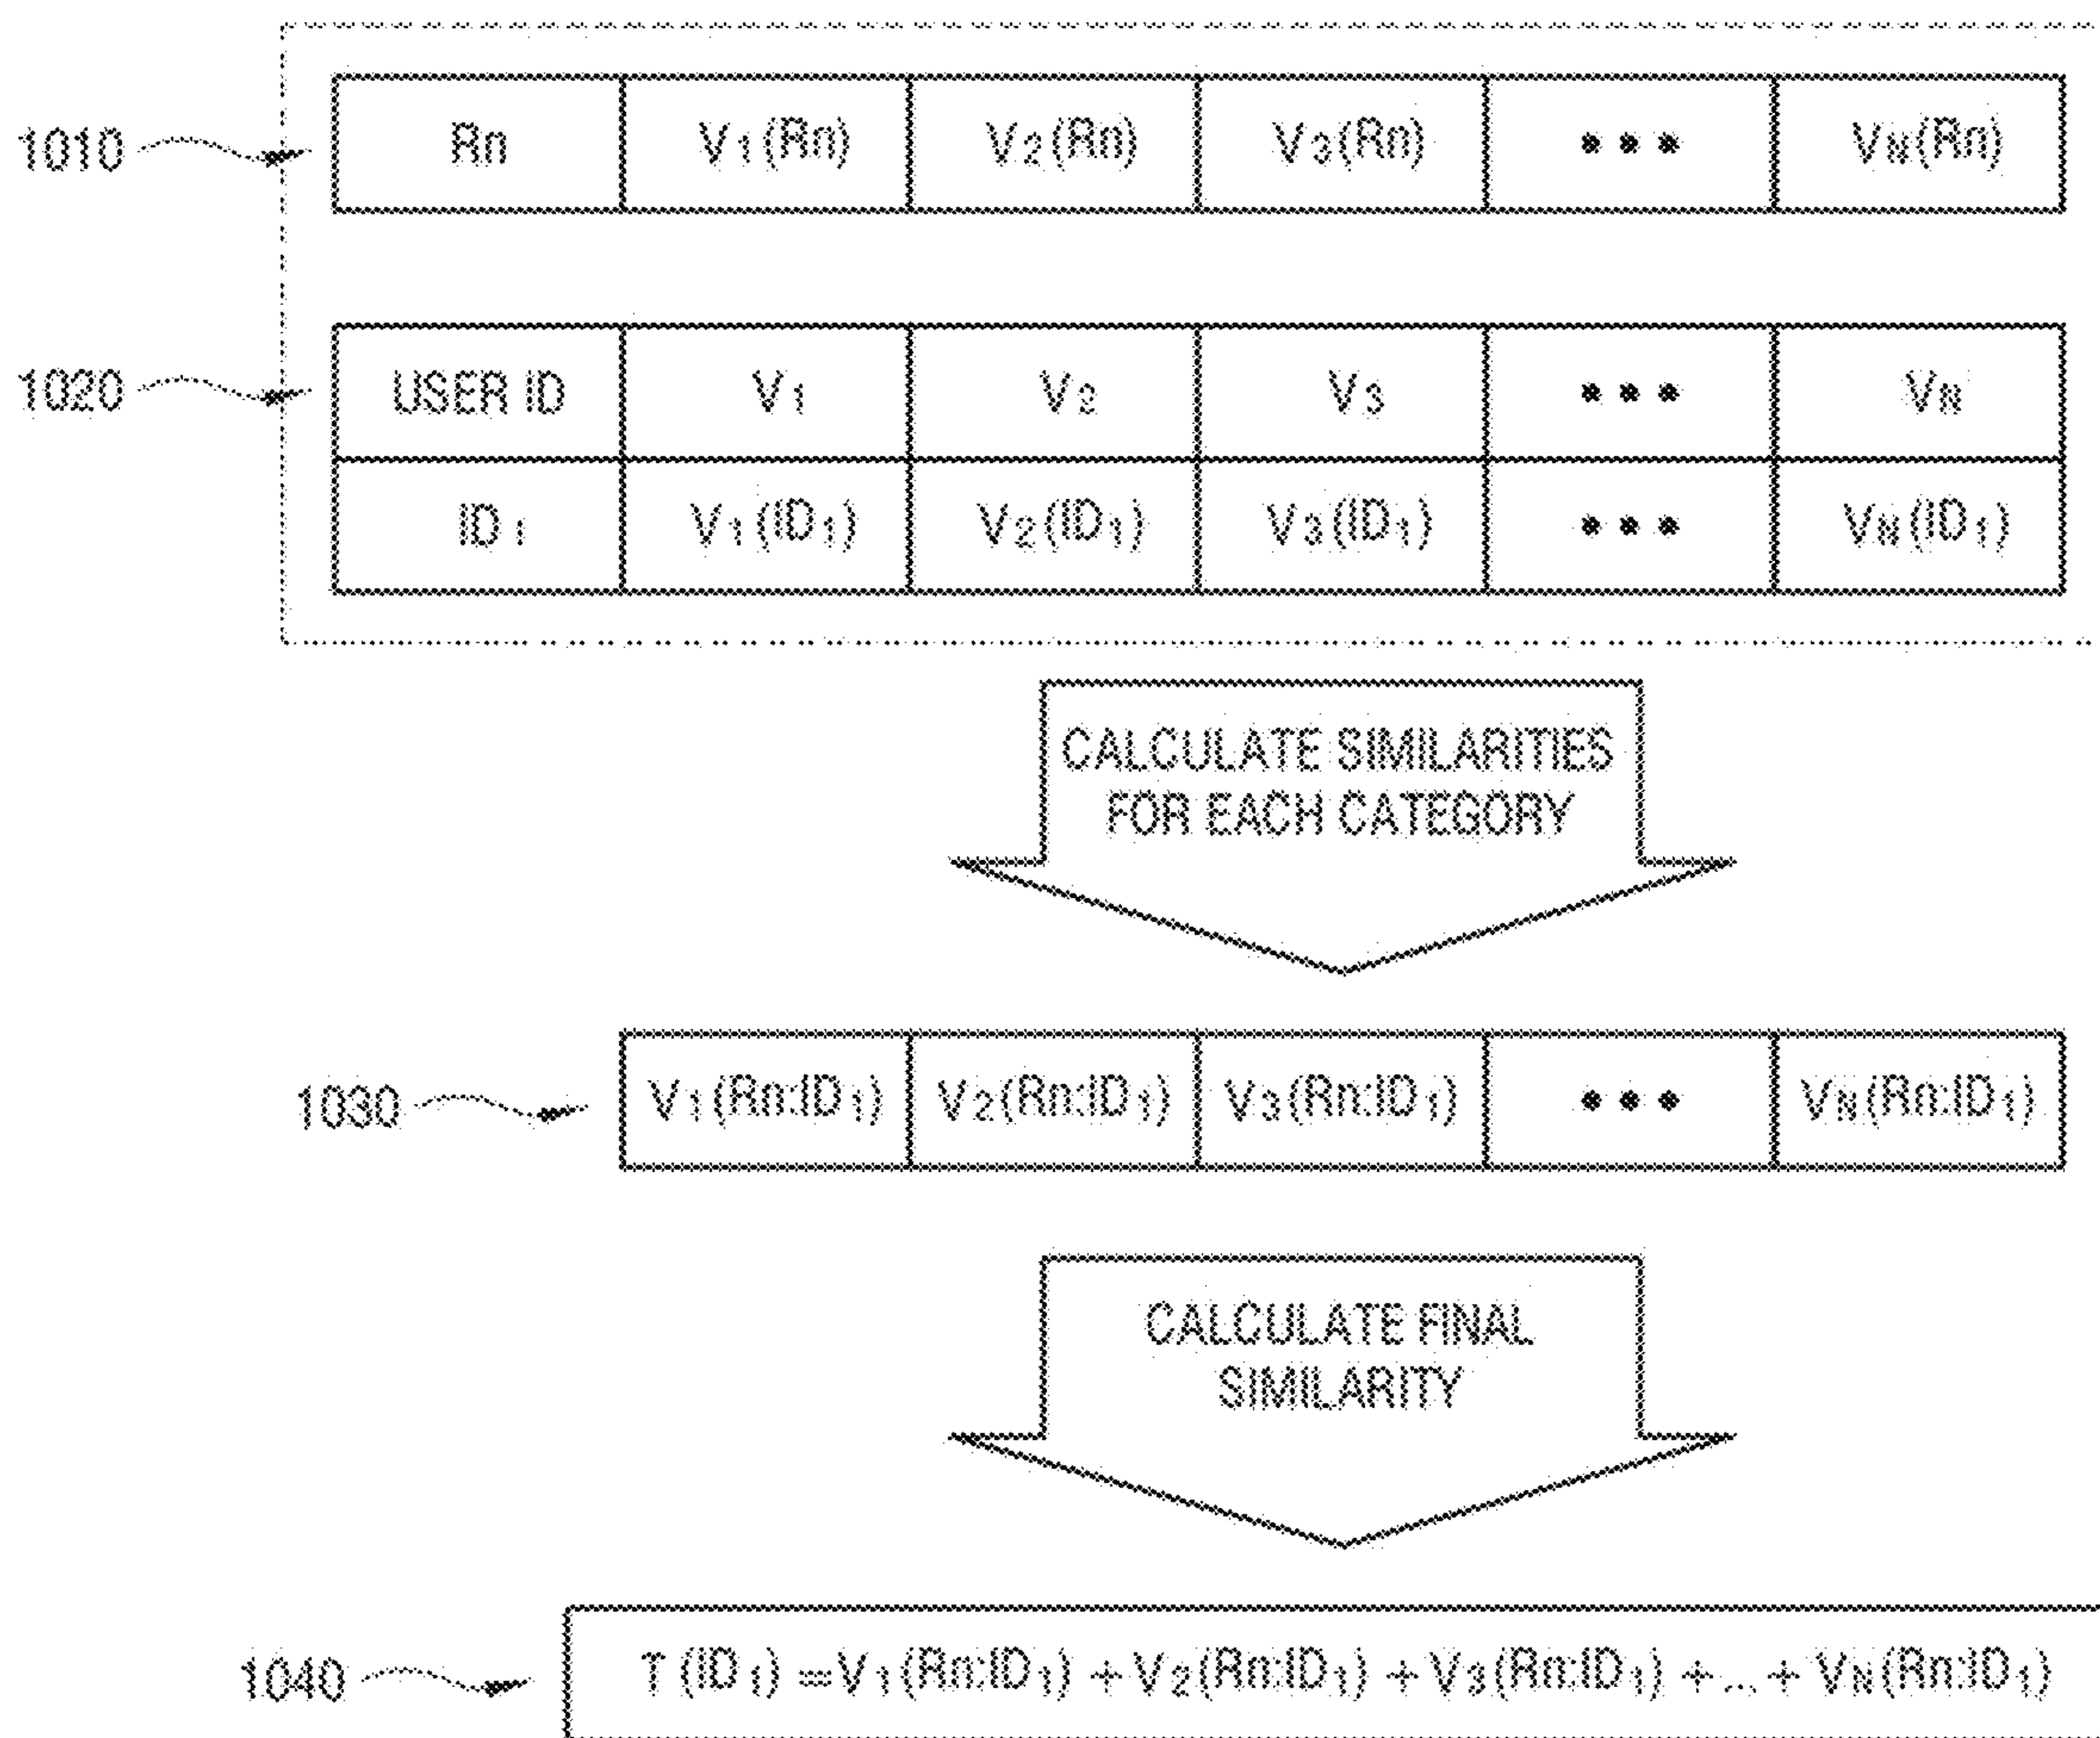 1010 Rn V1(Rn) V2(Rn) V3(Rn) ••• VN(Rn)
1020 USER ID V1 V2 V3 ••• VN
ID1 V1(ID1) V2(ID1) V3(ID1) ••• VN(ID1)
CALCULATE SIMILARITIES
FOR EACH CATEGORY
1030 V1(Rn:ID1) V2(Rn:ID1) V3(Rn:ID1) ••• VN(Rn:ID1)
CALCULATE FINAL
SIMILARITY
1040 T(ID1)=V1(Rn:ID1)+V2(Rn:ID1)+V3(Rn:ID1)+...+VN(Rn:ID1)